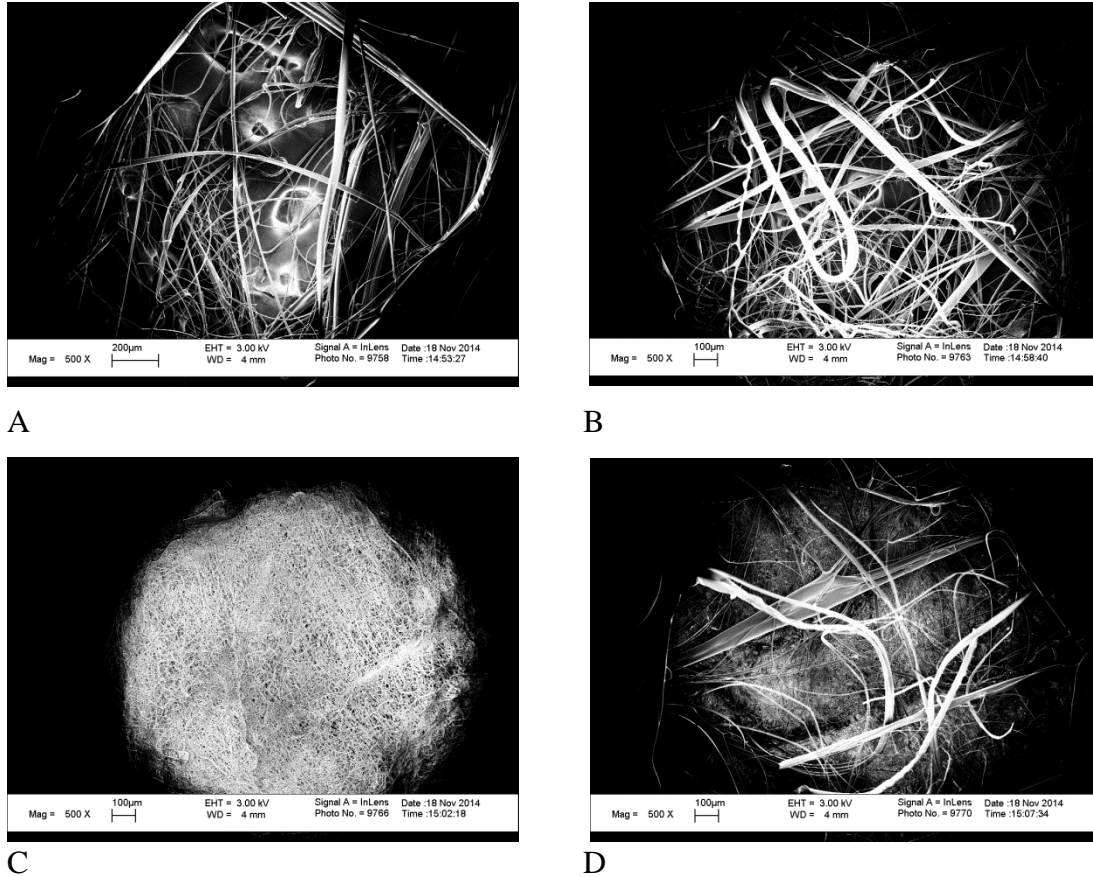 Mag = 500 X 200µm EHT = 3.00 kV Signal A = InLens Date :18 Nov 2014
WD = 4 mm Photo No. = 9758 Time :14:53:27
A
Mag = 500 X 100µm EHT = 3.00 kV Signal A = InLens Date :18 Nov 2014
WD = 4 mm Photo No. = 9763 Time :14:58:40
B
Mag = 500 X 100µm EHT = 3.00 kV Signal A = InLens Date :18 Nov 2014
WD = 4 mm Photo No. = 9766 Time :15:02:18
C
Mag = 500 X 100µm EHT = 3.00 kV Signal A = InLens Date :18 Nov 2014
WD = 4 mm Photo No. = 9770 Time :15:07:34
D